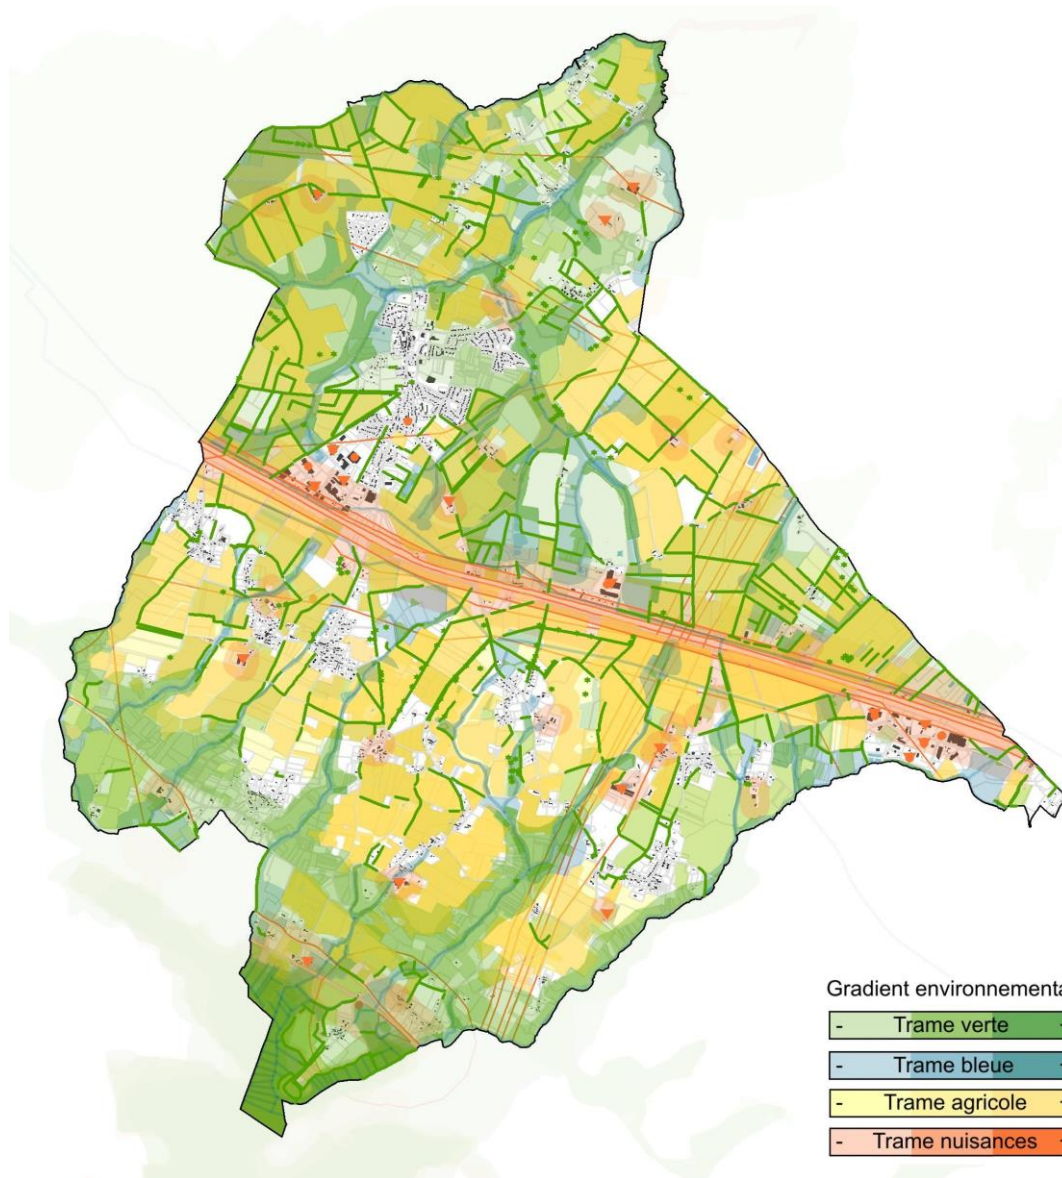 Gradient environnementa
- Trame verte
- Trame bleue
- Trame agricole
- Trame nuisances